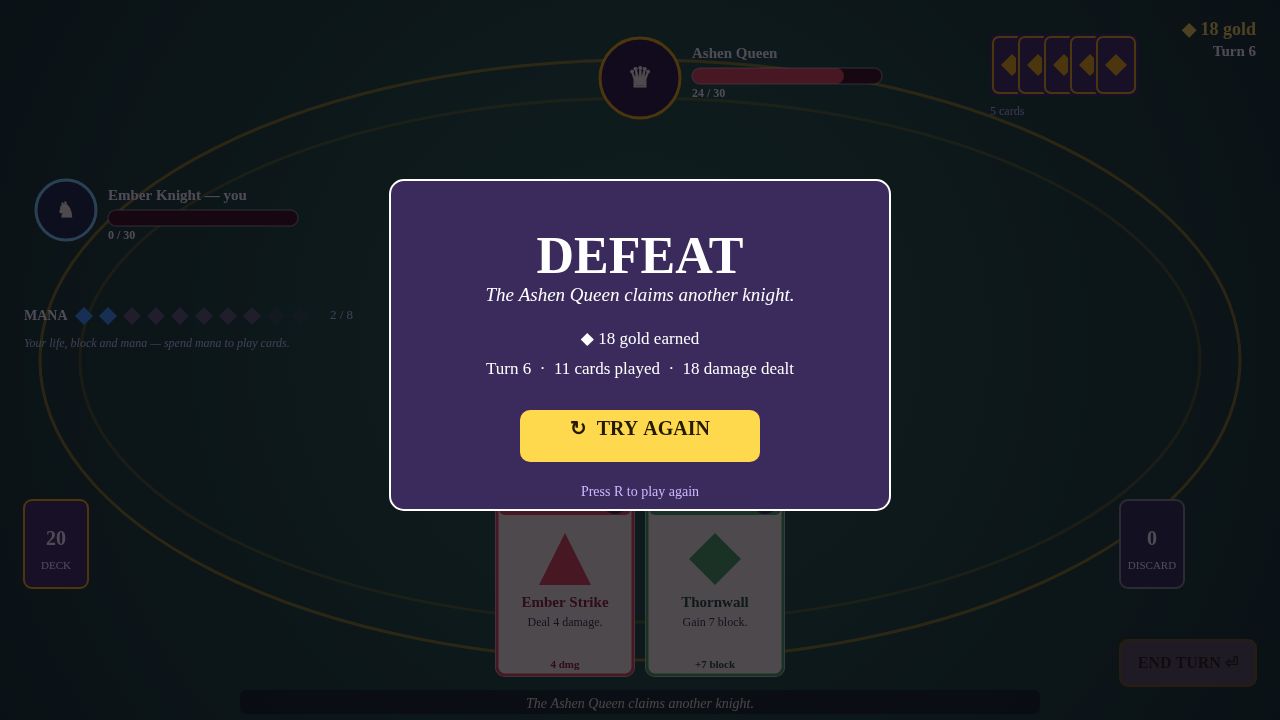 ◆ 18 gold
Turn 6
Ashen Queen
24 / 30
5 cards
Ember Knight — you
0 / 30
MANA
2 / 8
Your life, block and mana — spend mana to play cards.
DEFEAT
The Ashen Queen claims another knight.
◆ 18 gold earned
Turn 6 · 11 cards played · 18 damage dealt
↻ TRY AGAIN
Press R to play again
20
DECK
0
DISCARD
Ember Strike
Deal 4 damage.
4 dmg
Thornwall
Gain 7 block.
+7 block
END TURN ⏎
The Ashen Queen claims another knight.